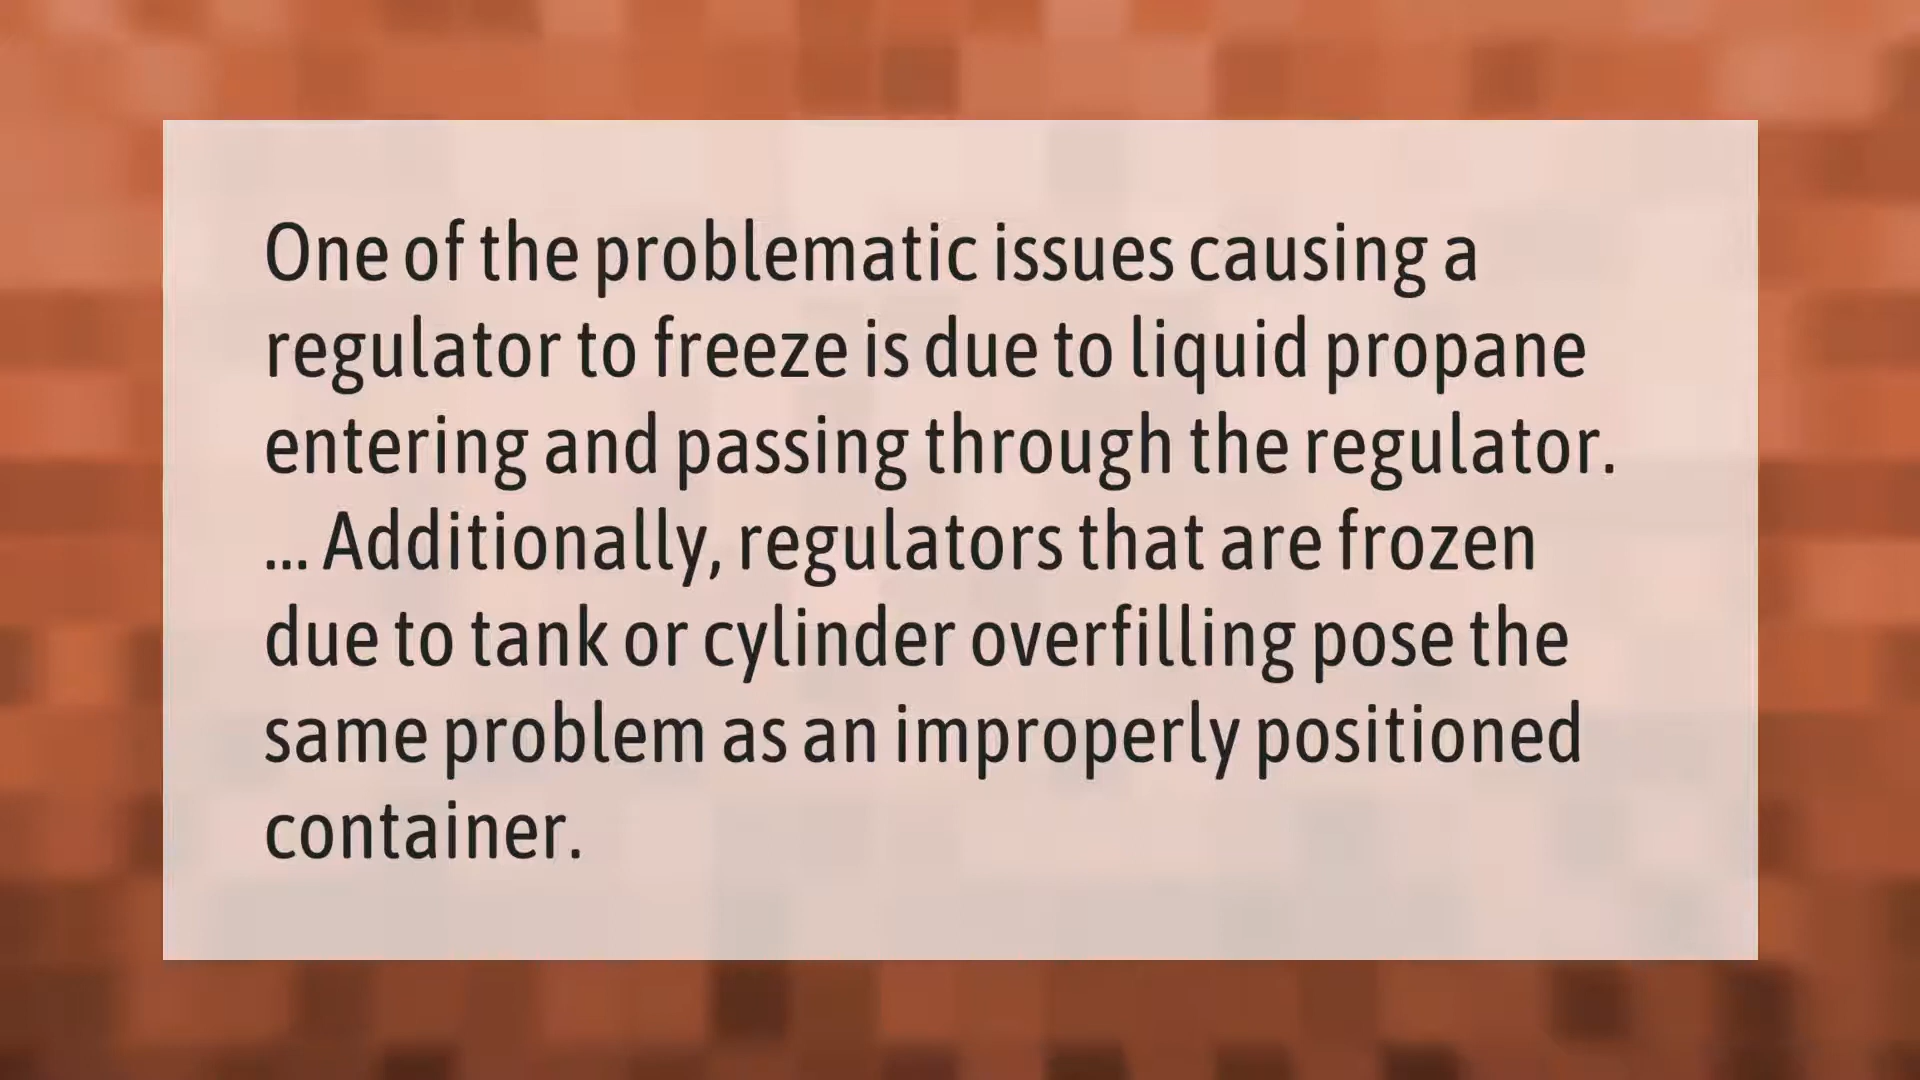 One of the problematic issues causing a
regulator to freeze is due to liquid propane
entering and passing through the regulator.
... Additionally, regulators that are frozen
due to tank or cylinder overfilling pose the
same problem as an improperly positioned
container.